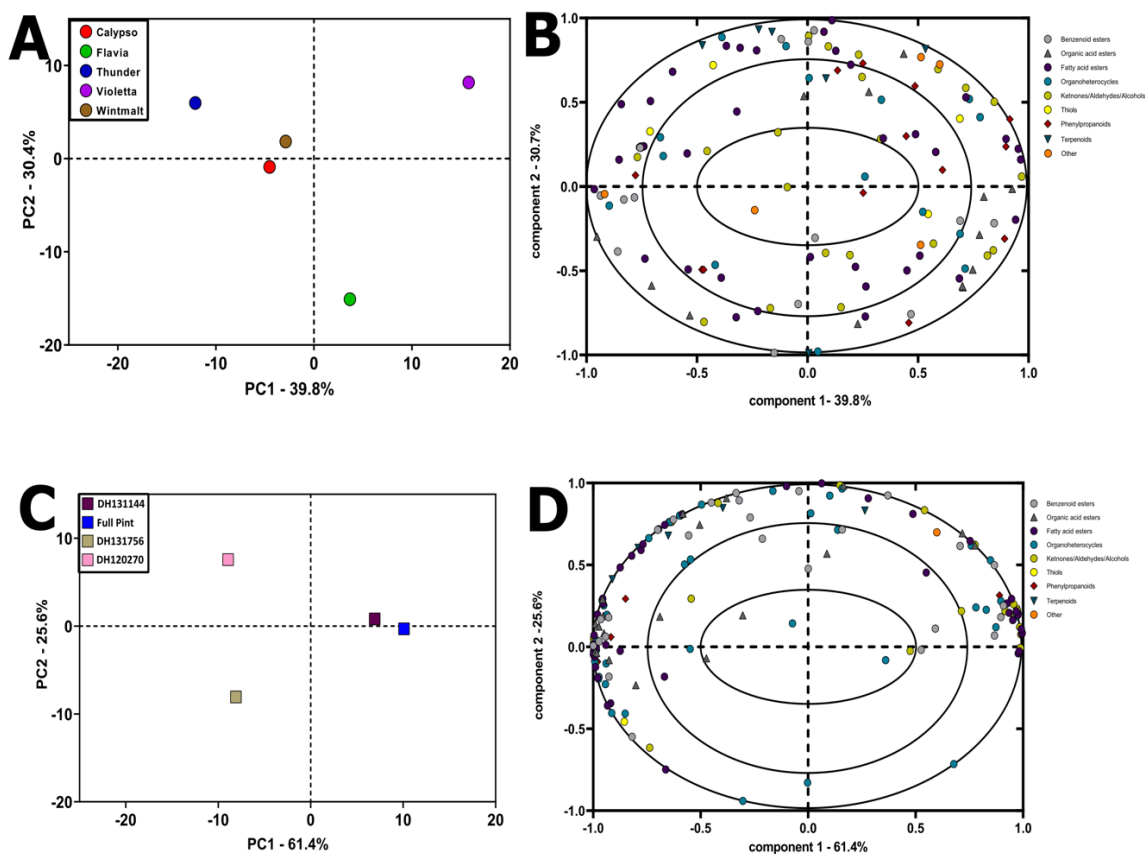 A
Calypso
Flavia
Thunder
Violetta
Wintmalt
10
0
-10
-20
-20
-10
0
10
20
PC2 - 30.4%
PC1 - 39.8%
B
1.0
0.5
0.0
-0.5
-1.0
-1.0
-0.5
0.0
0.5
1.0
component 2 - 30.7%
component 1- 39.8%
Benzenoid esters
Organic acid esters
Fatty acid esters
Organoheterocycles
Ketnones/Aldehydes/Alcohols
Thiols
Phenylpropanoids
Terpenoids
Other
C
DH131144
Full Pint
DH131756
DH120270
10
0
-10
-20
-20
-10
0
10
20
PC2 - 25.6%
PC1 - 61.4%
D
1.0
0.5
0.0
-0.5
-1.0
-1.0
-0.5
0.0
0.5
1.0
component 2 - 25.6%
component 1 - 61.4%
Benzenoid esters
Organic acid esters
Fatty acid esters
Organoheterocycles
Ketnones/Aldehydes/Alcohols
Thiols
Phenylpropanoids
Terpenoids
Other